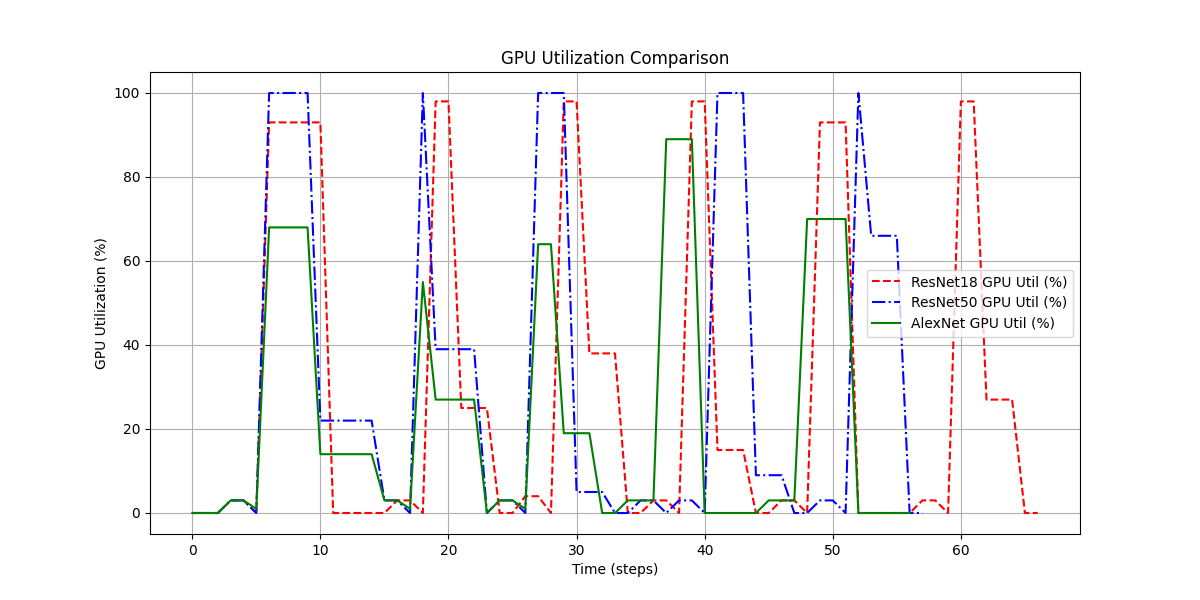 GPU Utilization Comparison
100
80
60
40
20
0
GPU Utilization (%)
ResNet18 GPU Util (%)
ResNet50 GPU Util (%)
AlexNet GPU Util (%)
0 10 20 30 40 50 60
Time (steps)